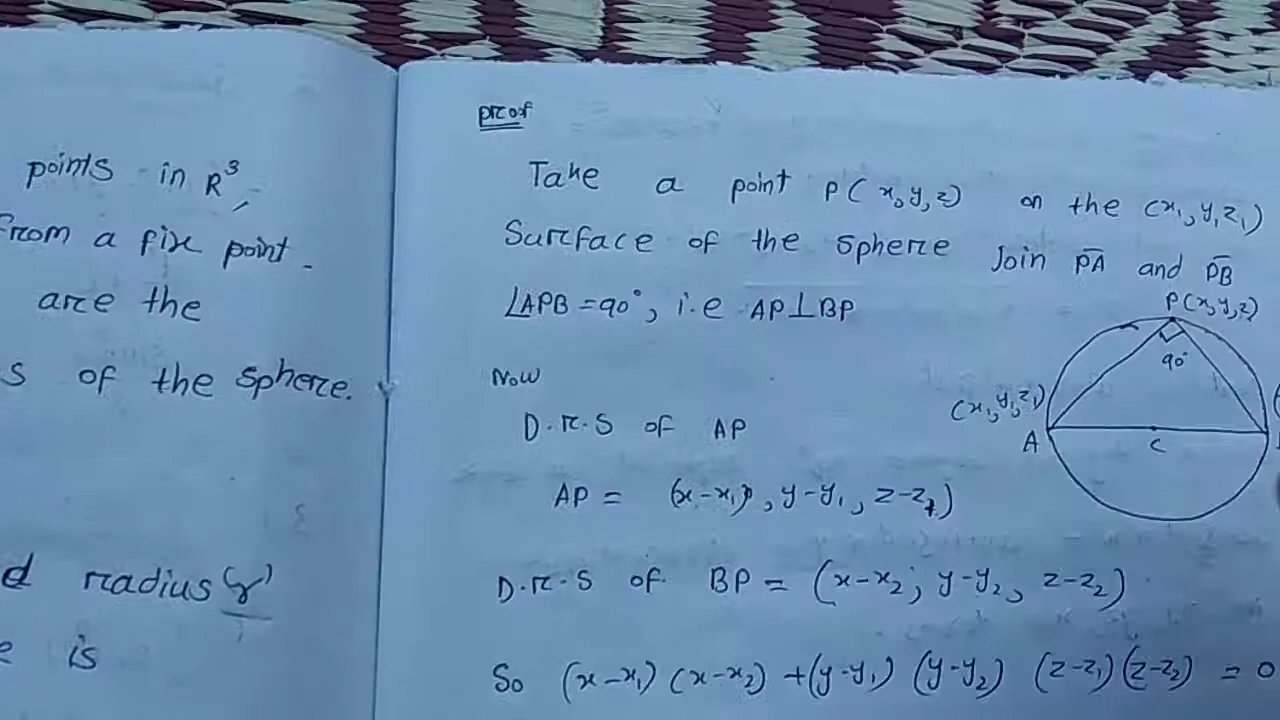 points in R³,
From a fix point.
are the
s of the sphere.
d radius (r)
e is
proof
Take a point P(x, y, z) on the (x₁, y₁ z₁)
Surface of the sphere Join P̅A̅ and P̅B̅
∠APB = 90°, i.e AP⊥BP
P(x, y, z)
90°
Now
(x₁, y₁, z₁)
D.R.S of AP
A
C
AP = (x-x₁), y-y₁, z-z₁)
D.R.S of BP = (x-x₂, y-y₂, z-z₂)
So (x-x₁) (x-x₂) +(y-y₁) (y-y₂) (z-z₁)(z-z₂) = 0